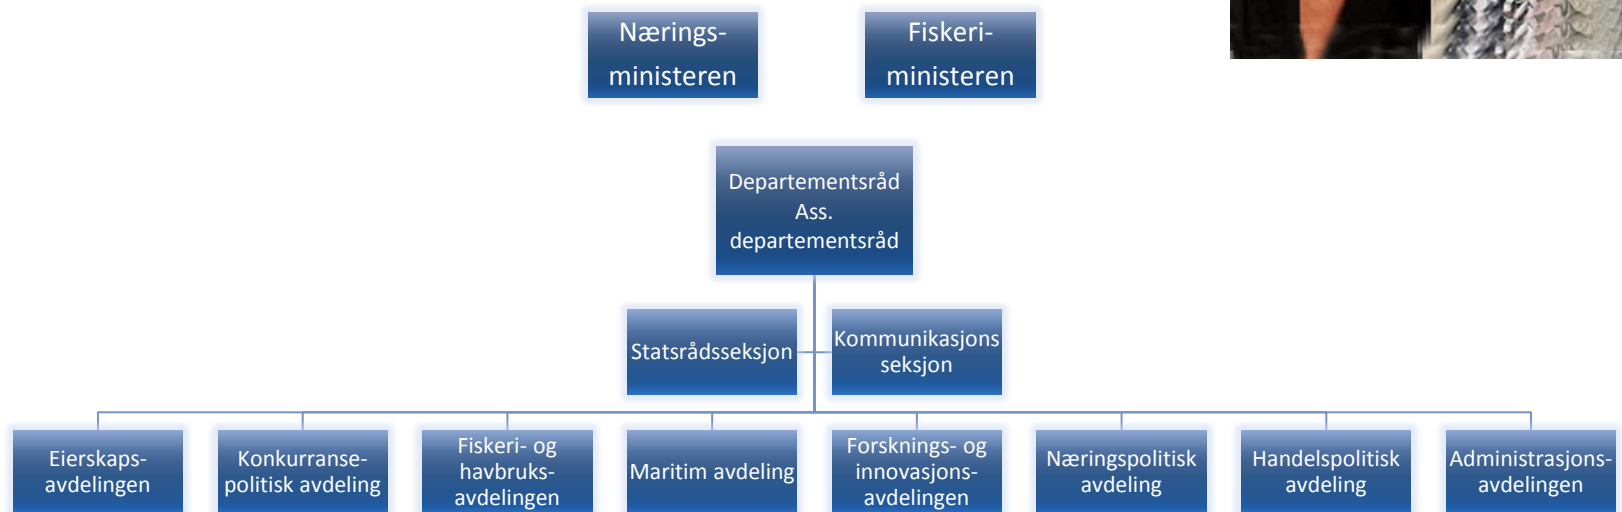 Nærings-
ministeren
Fiskeri-
ministeren
Departementsråd
Ass.
departementsråd
Statsrådsseksjon
Kommunikasjons
seksjon
Eierskaps-
avdelingen
Konkurranse-
politisk avdeling
Fiskeri- og
havbruks-
avdelingen
Maritim avdeling
Forsknings- og
innovasjons-
avdelingen
Næringspolitisk
avdeling
Handelspolitisk
avdeling
Administrasjons-
avdelingen